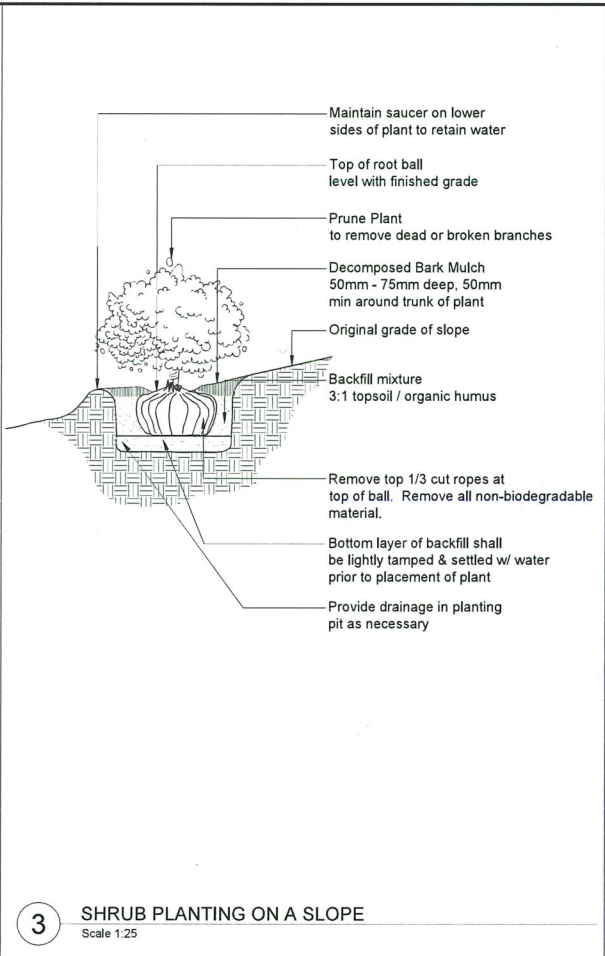 Maintain saucer on lower
sides of plant to retain water
Top of root ball
level with finished grade
Prune Plant
to remove dead or broken branches
Decomposed Bark Mulch
50mm - 75mm deep, 50mm
min around trunk of plant
Original grade of slope
Backfill mixture
3:1 topsoil / organic humus
Remove top 1/3 cut ropes at
top of ball. Remove all non-biodegradable
material.
Bottom layer of backfill shall
be lightly tamped & settled w/ water
prior to placement of plant
Provide drainage in planting
pit as necessary
3
SHRUB PLANTING ON A SLOPE
Scale 1:25